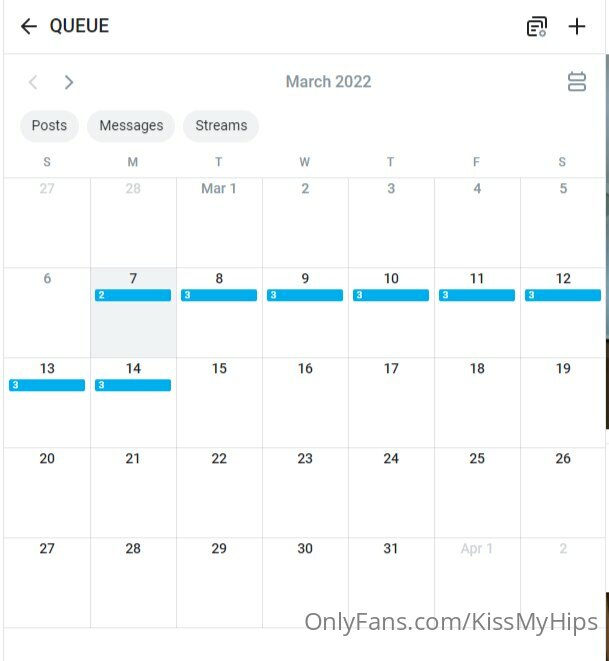 QUEUE
March 2022
Posts Messages Streams
S M T W T F S
27 28 Mar 1 2 3 4 5
6 7 8 9 10 11 12
2 3 3 3 3 3
13 14 15 16 17 18 19
3 3
20 21 22 23 24 25 26
27 28 29 30 31 Apr 1 2
OnlyFans.com/KissMyHips